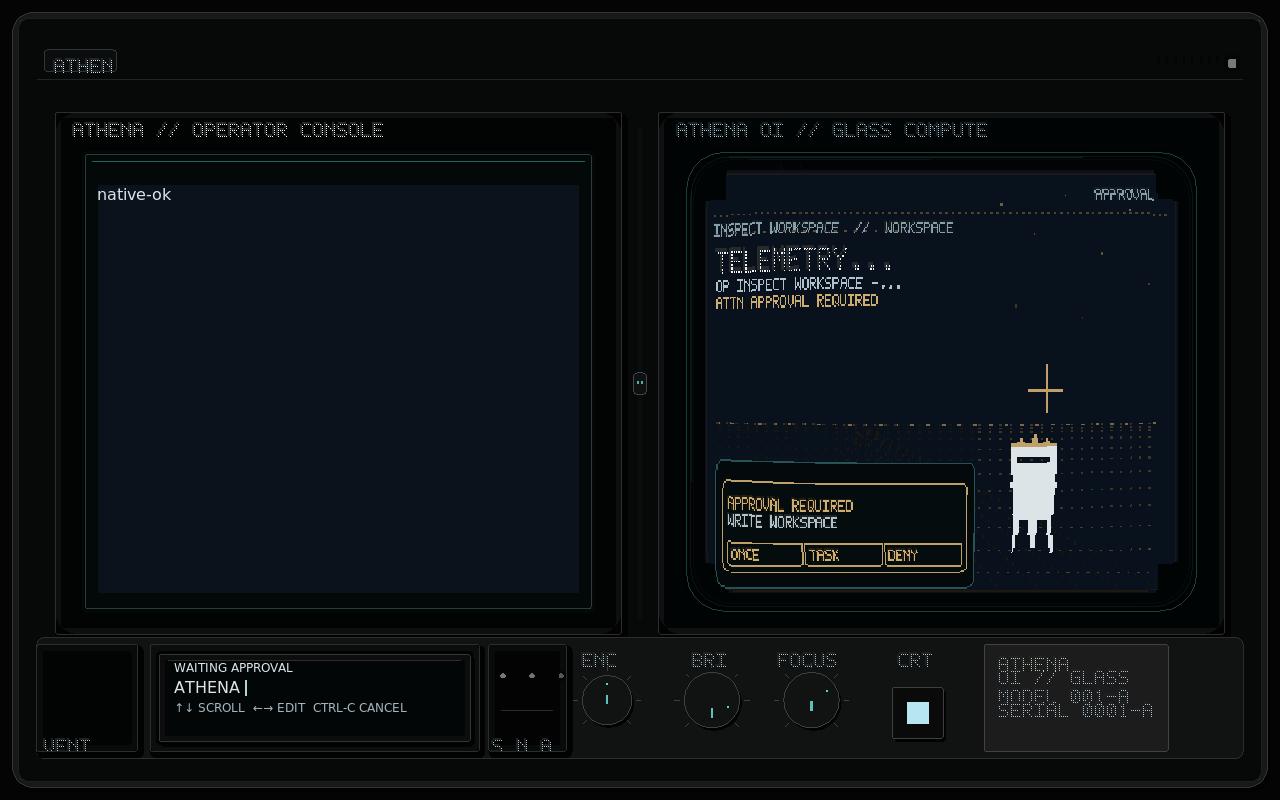 ATHEN
ATHENA // OPERATOR CONSOLE
native-ok
ATHENA OI // GLASS COMPUTE
APPROVAL
INSPECT WORKSPACE // WORKSPACE
TELEMETRY...
OP INSPECT WORKSPACE -...
ATTN APPROVAL REQUIRED
APPROVAL REQUIRED
WRITE WORKSPACE
ONCE TASK DENY
VENT
WAITING APPROVAL
ATHENA
↑↓ SCROLL ←→ EDIT CTRL-C CANCEL
S N A
ENC BRI FOCUS CRT
ATHENA
OI // GLASS
MODEL 001-A
SERIAL 0001-A